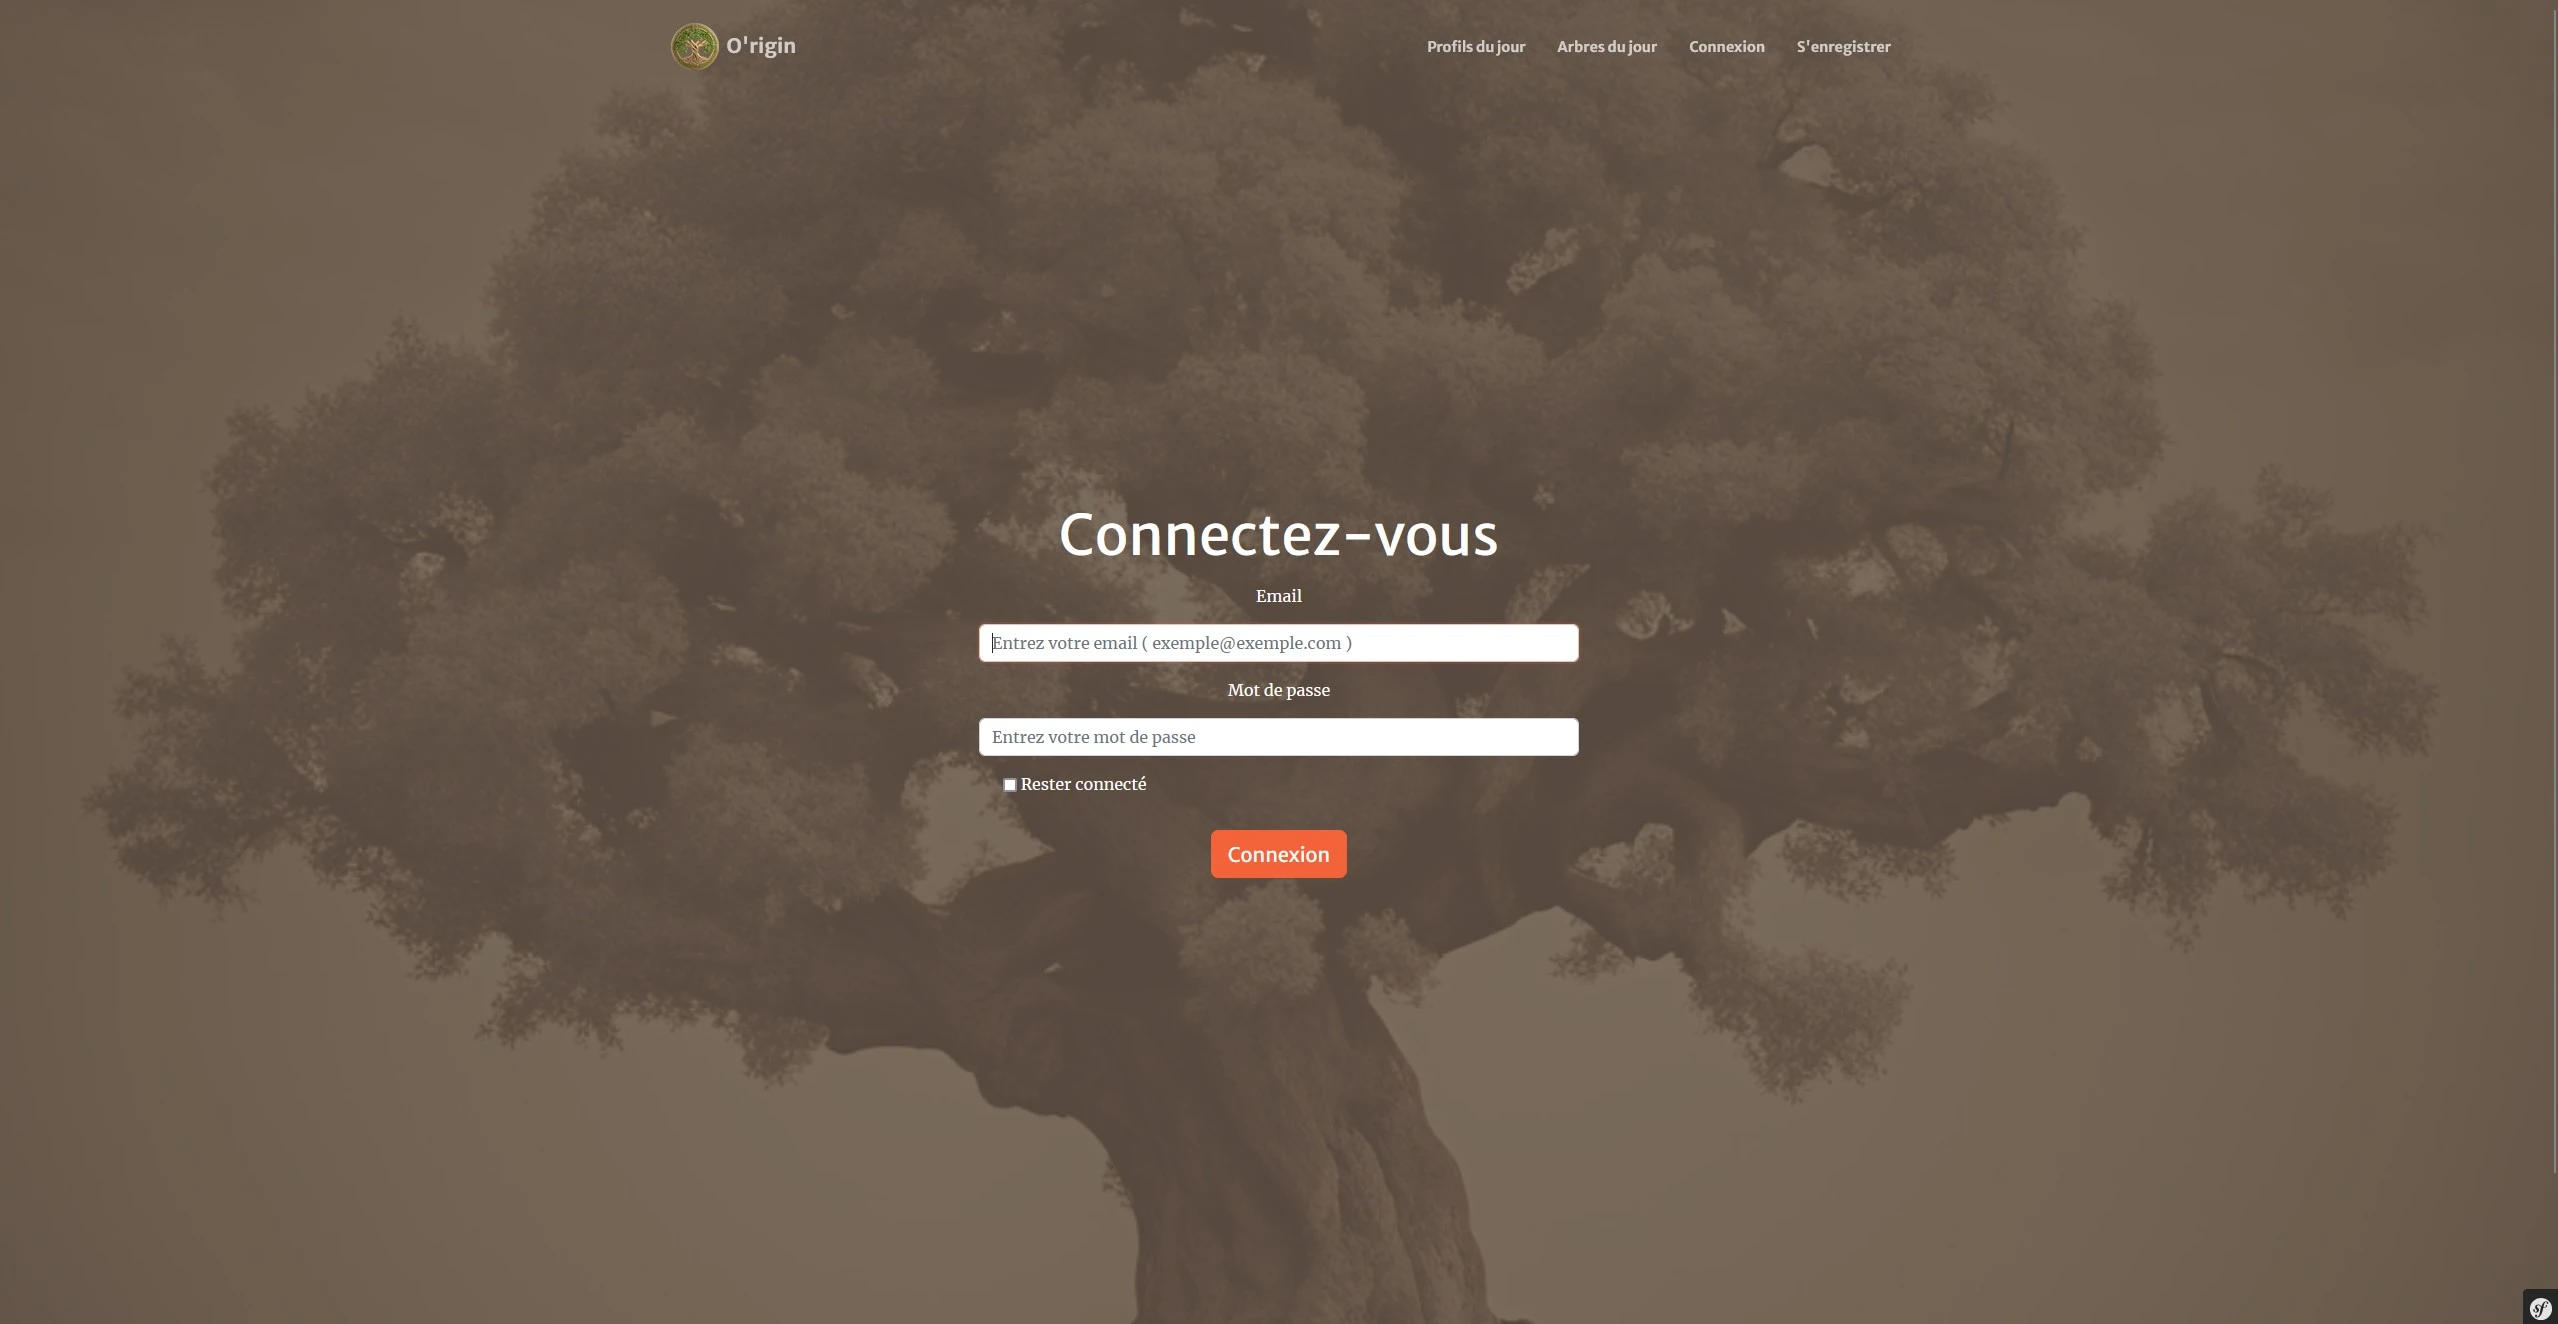 O'rigin
Profils du jour
Arbres du jour
Connexion
S'enregistrer
Connectez-vous
Email
Entrez votre email ( exemple@exemple.com )
Mot de passe
Entrez votre mot de passe
Rester connecté
Connexion
sf